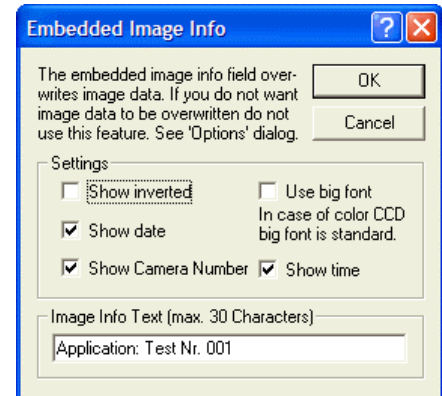 Embedded Image Info
The embedded image info field over-
writes image data. If you do not want
image data to be overwritten do not
use this feature. See 'Options' dialog.
OK
Cancel
Settings
Show inverted
Use big font
In case of color CCD
big font is standard.
Show date
Show Camera Number
Show time
Image Info Text (max. 30 Characters)
Application: Test Nr. 001